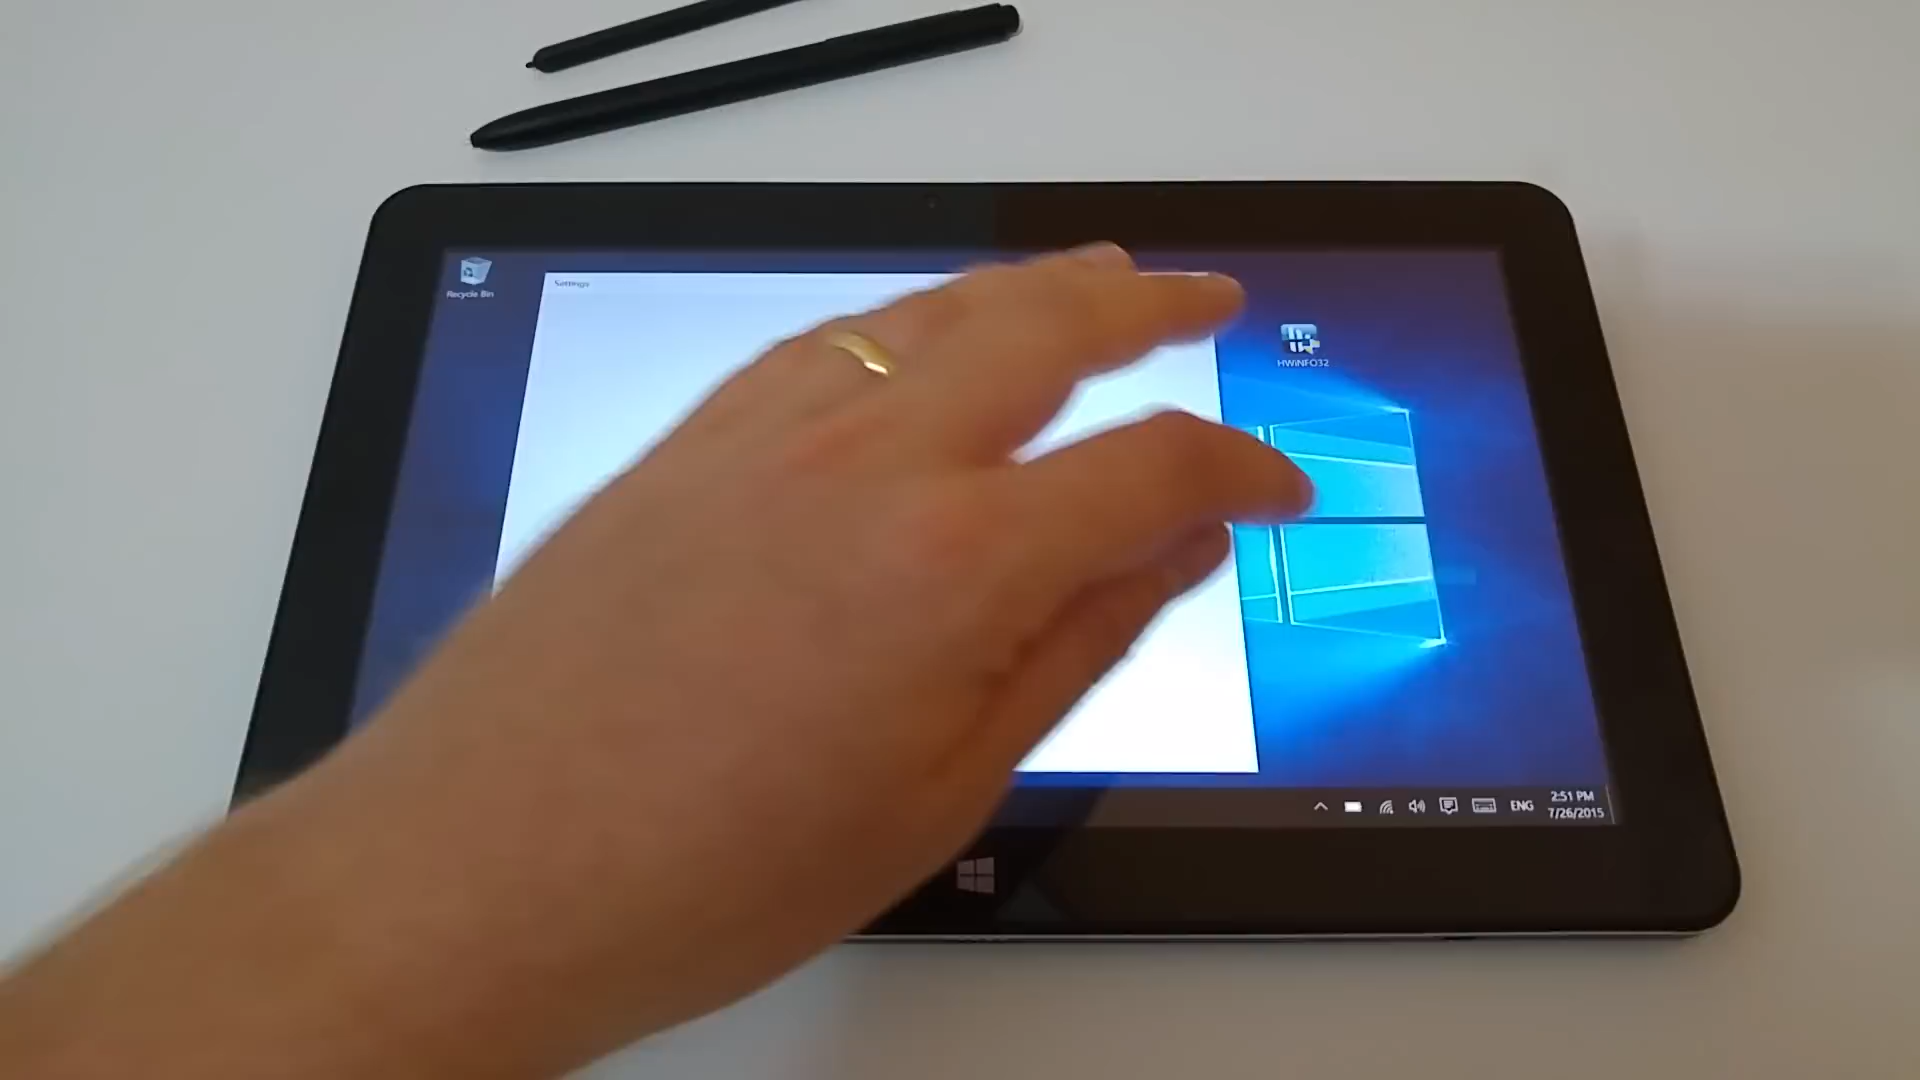 Settings
Recycle Bin
HWiNFO32
ENG
2:51 PM
7/26/2015